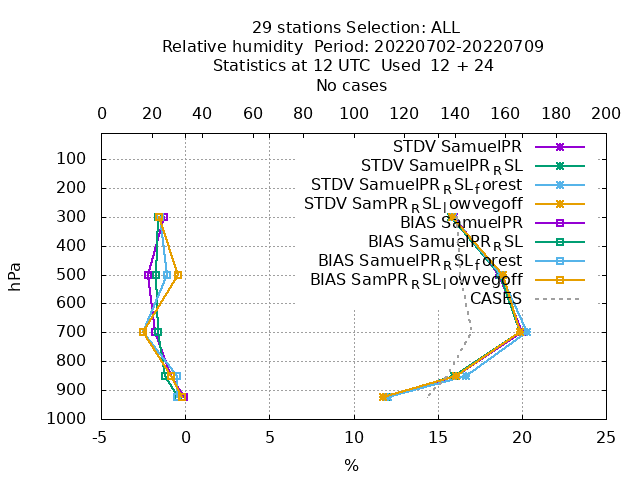 29 stations Selection: ALL
Relative humidity  Period: 20220702-20220709
Statistics at 12 UTC  Used  12 + 24
No cases
0 20 40 60 80 100 120 140 160 180 200
STDV SamuelPR
STDV SamuelPR_RSL
STDV SamuelPR_RSL_forest
STDV SamPR_RSL_lowvegoff
BIAS SamuelPR
BIAS SamuelPR_RSL
BIAS SamuelPR_RSL_forest
BIAS SamPR_RSL_lowvegoff
CASES
100
200
300
400
500
600
700
800
900
1000
hPa
-5 0 5 10 15 20 25
%